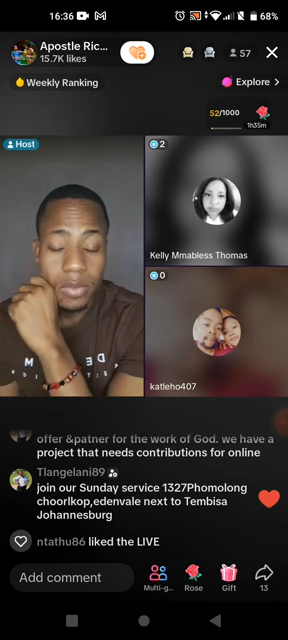 16:36
68%
Apostle Ric...
15.7K likes
57
Weekly Ranking
Explore >
52/1000
1h35m
Host
2
Kelly Mmabless Thomas
0
katleho407
offer &patner for the work of God. we have a
project that needs contributions for online
Tlangelani89
join our Sunday service 1327Phomolong
choorlkop,edenvale next to Tembisa
Johannesburg
ntathu86 liked the LIVE
Add comment
Multi-g...
Rose
Gift
13